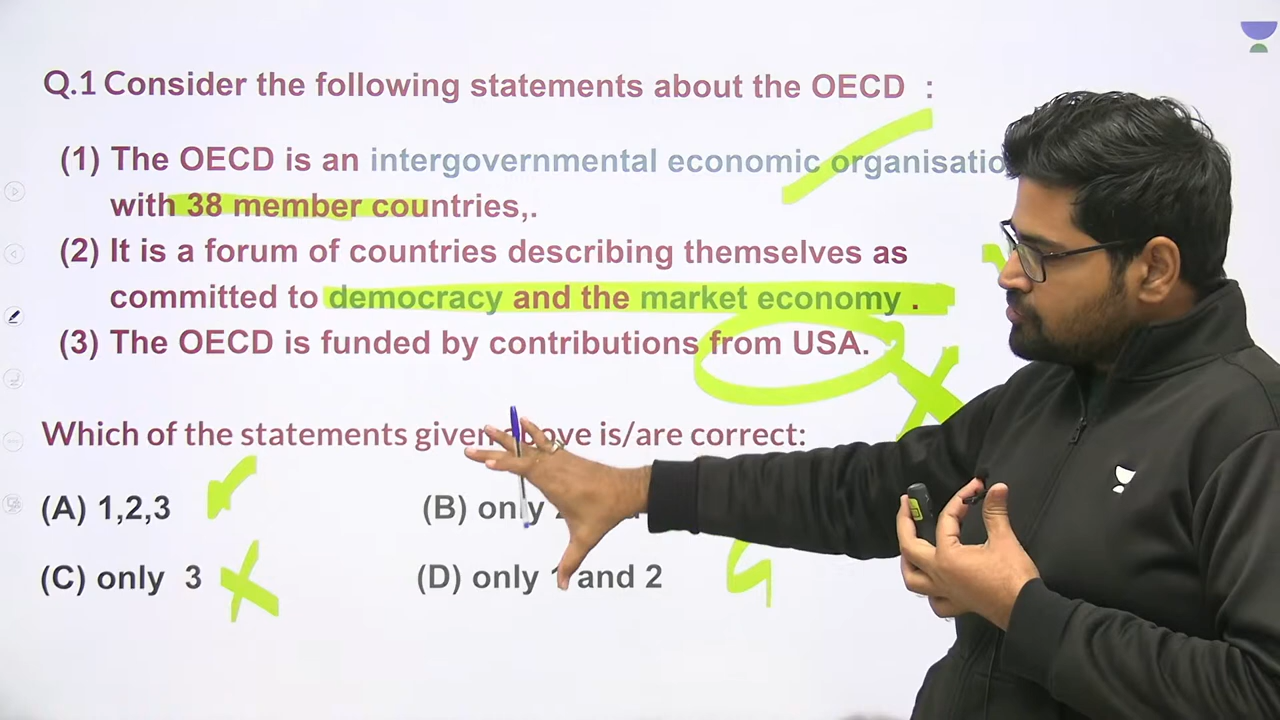 Q.1 Consider the following statements about the OECD :
(1) The OECD is an intergovernmental economic
with 38 member countries,.
(2) It is a forum of countries describing themselves as
committed to democracy and the market economy .
(3) The OECD is funded by contributions from USA.
Which of the statements given above is/are correct:
(A) 1,2,3
(B) only
(C) only 3
(D) only 1 and 2